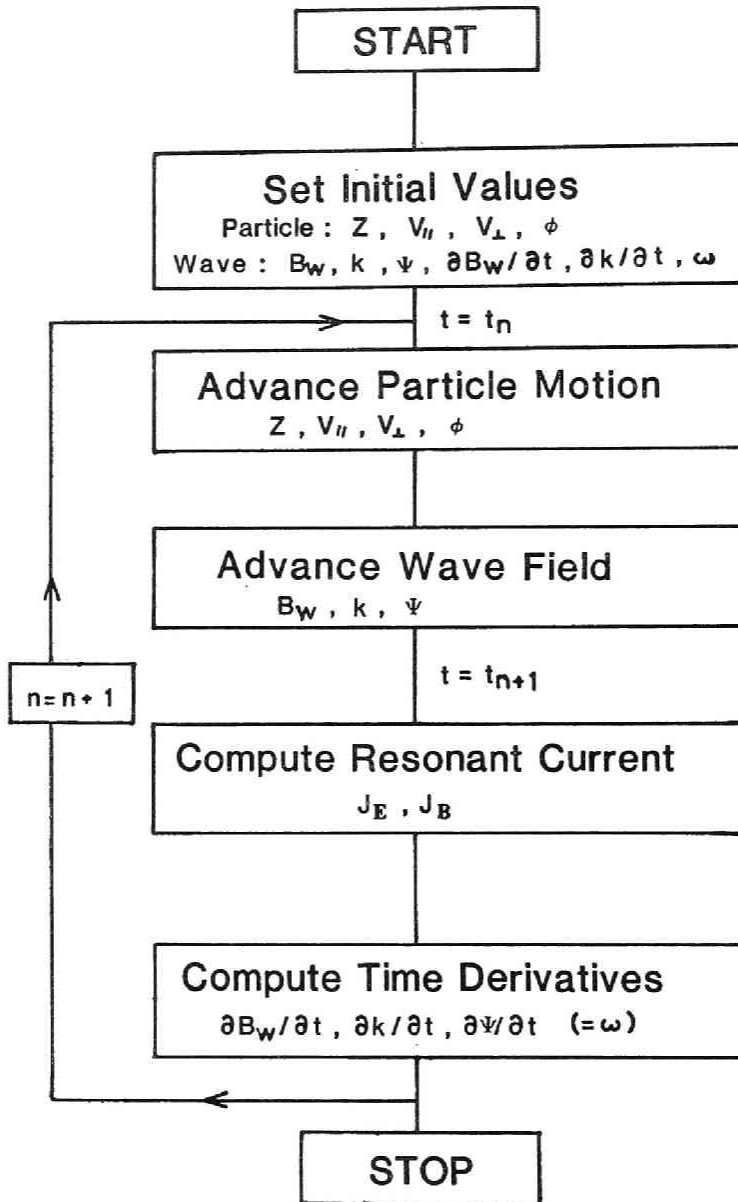 START
Set Initial Values
Particle : Z , V∥ , V⊥ , ϕ
Wave : Bw, k , Ψ, ∂Bw/∂t , ∂k/∂t , ω
t = tn
Advance Particle Motion
Z , V∥ , V⊥ , ϕ
Advance Wave Field
Bw , k , Ψ
t = tn+1
n=n+1
Compute Resonant Current
JE , JB
Compute Time Derivatives
∂Bw/∂t , ∂k/∂t , ∂Ψ/∂t (=ω)
STOP